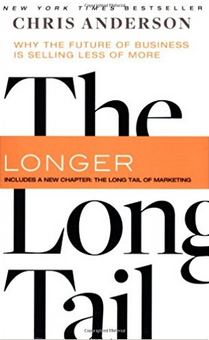 NEW YORK TIMES BESTSELLER
CHRIS ANDERSON
WHY THE FUTURE OF BUSINESS
IS SELLING LESS OF MORE
The
LONGER
INCLUDES A NEW CHAPTER: THE LONG TAIL OF MARKETING
Long
Tail